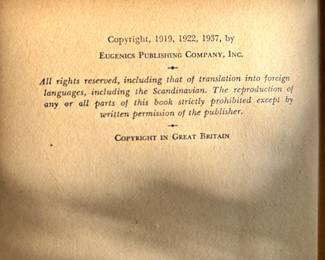 Copyright, 1919, 1922, 1937, by
Eugenics Publishing Company, Inc.
All rights reserved, including that of translation into foreign
languages, including the Scandinavian. The reproduction of
any or all parts of this book strictly prohibited except by
written permission of the publisher.
Copyright in Great Britain